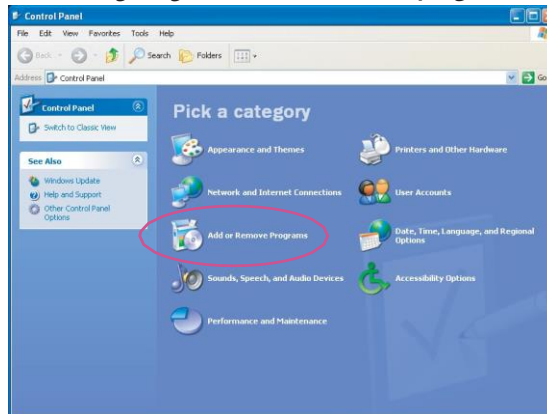 Control Panel
File Edit View Favorites Tools Help
Back Search Folders
Address Control Panel Go
Control Panel
Switch to Classic View
See Also
Windows Update
Help and Support
Other Control Panel
Options
Pick a category
Appearance and Themes
Printers and Other Hardware
Network and Internet Connections
User Accounts
Add or Remove Programs
Date, Time, Language, and Regional
Options
Sounds, Speech, and Audio Devices
Accessibility Options
Performance and Maintenance